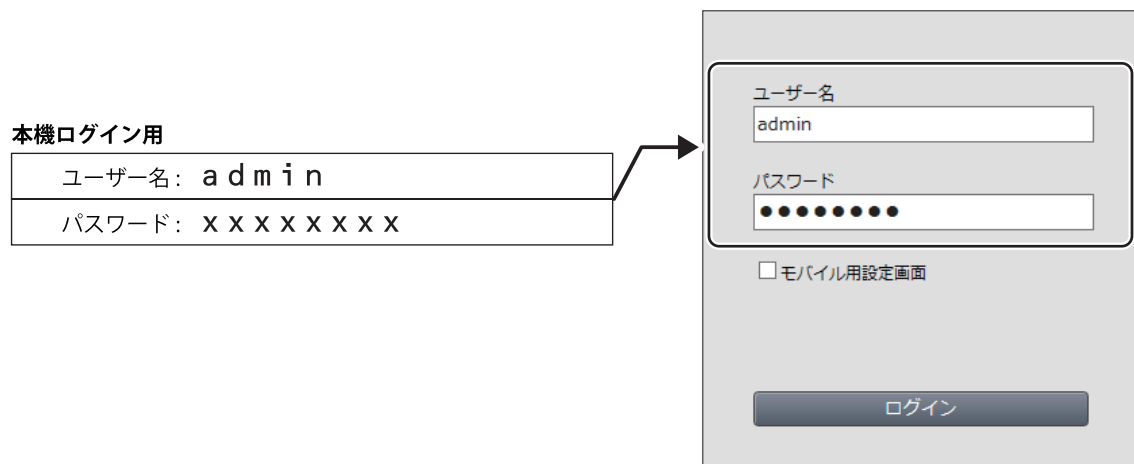 本機ログイン用
ユーザー名: admin
パスワード: xxxxxxxx
ユーザー名
admin
パスワード
●●●●●●●●
モバイル用設定画面
ログイン